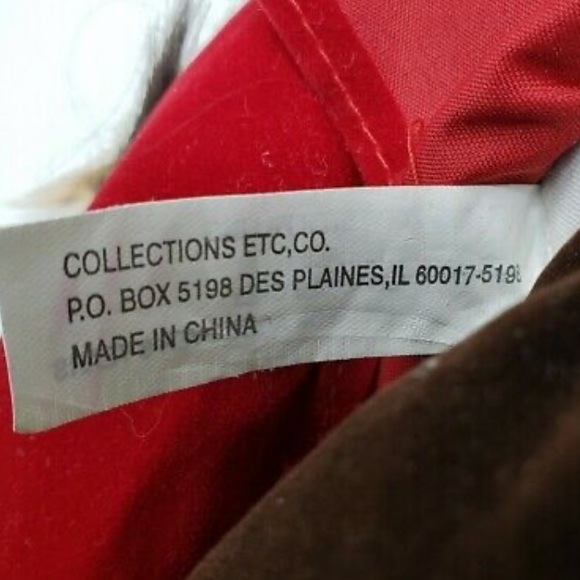 COLLECTIONS ETC,CO.
P.O. BOX 5198 DES PLAINES,IL 60017-5198
MADE IN CHINA